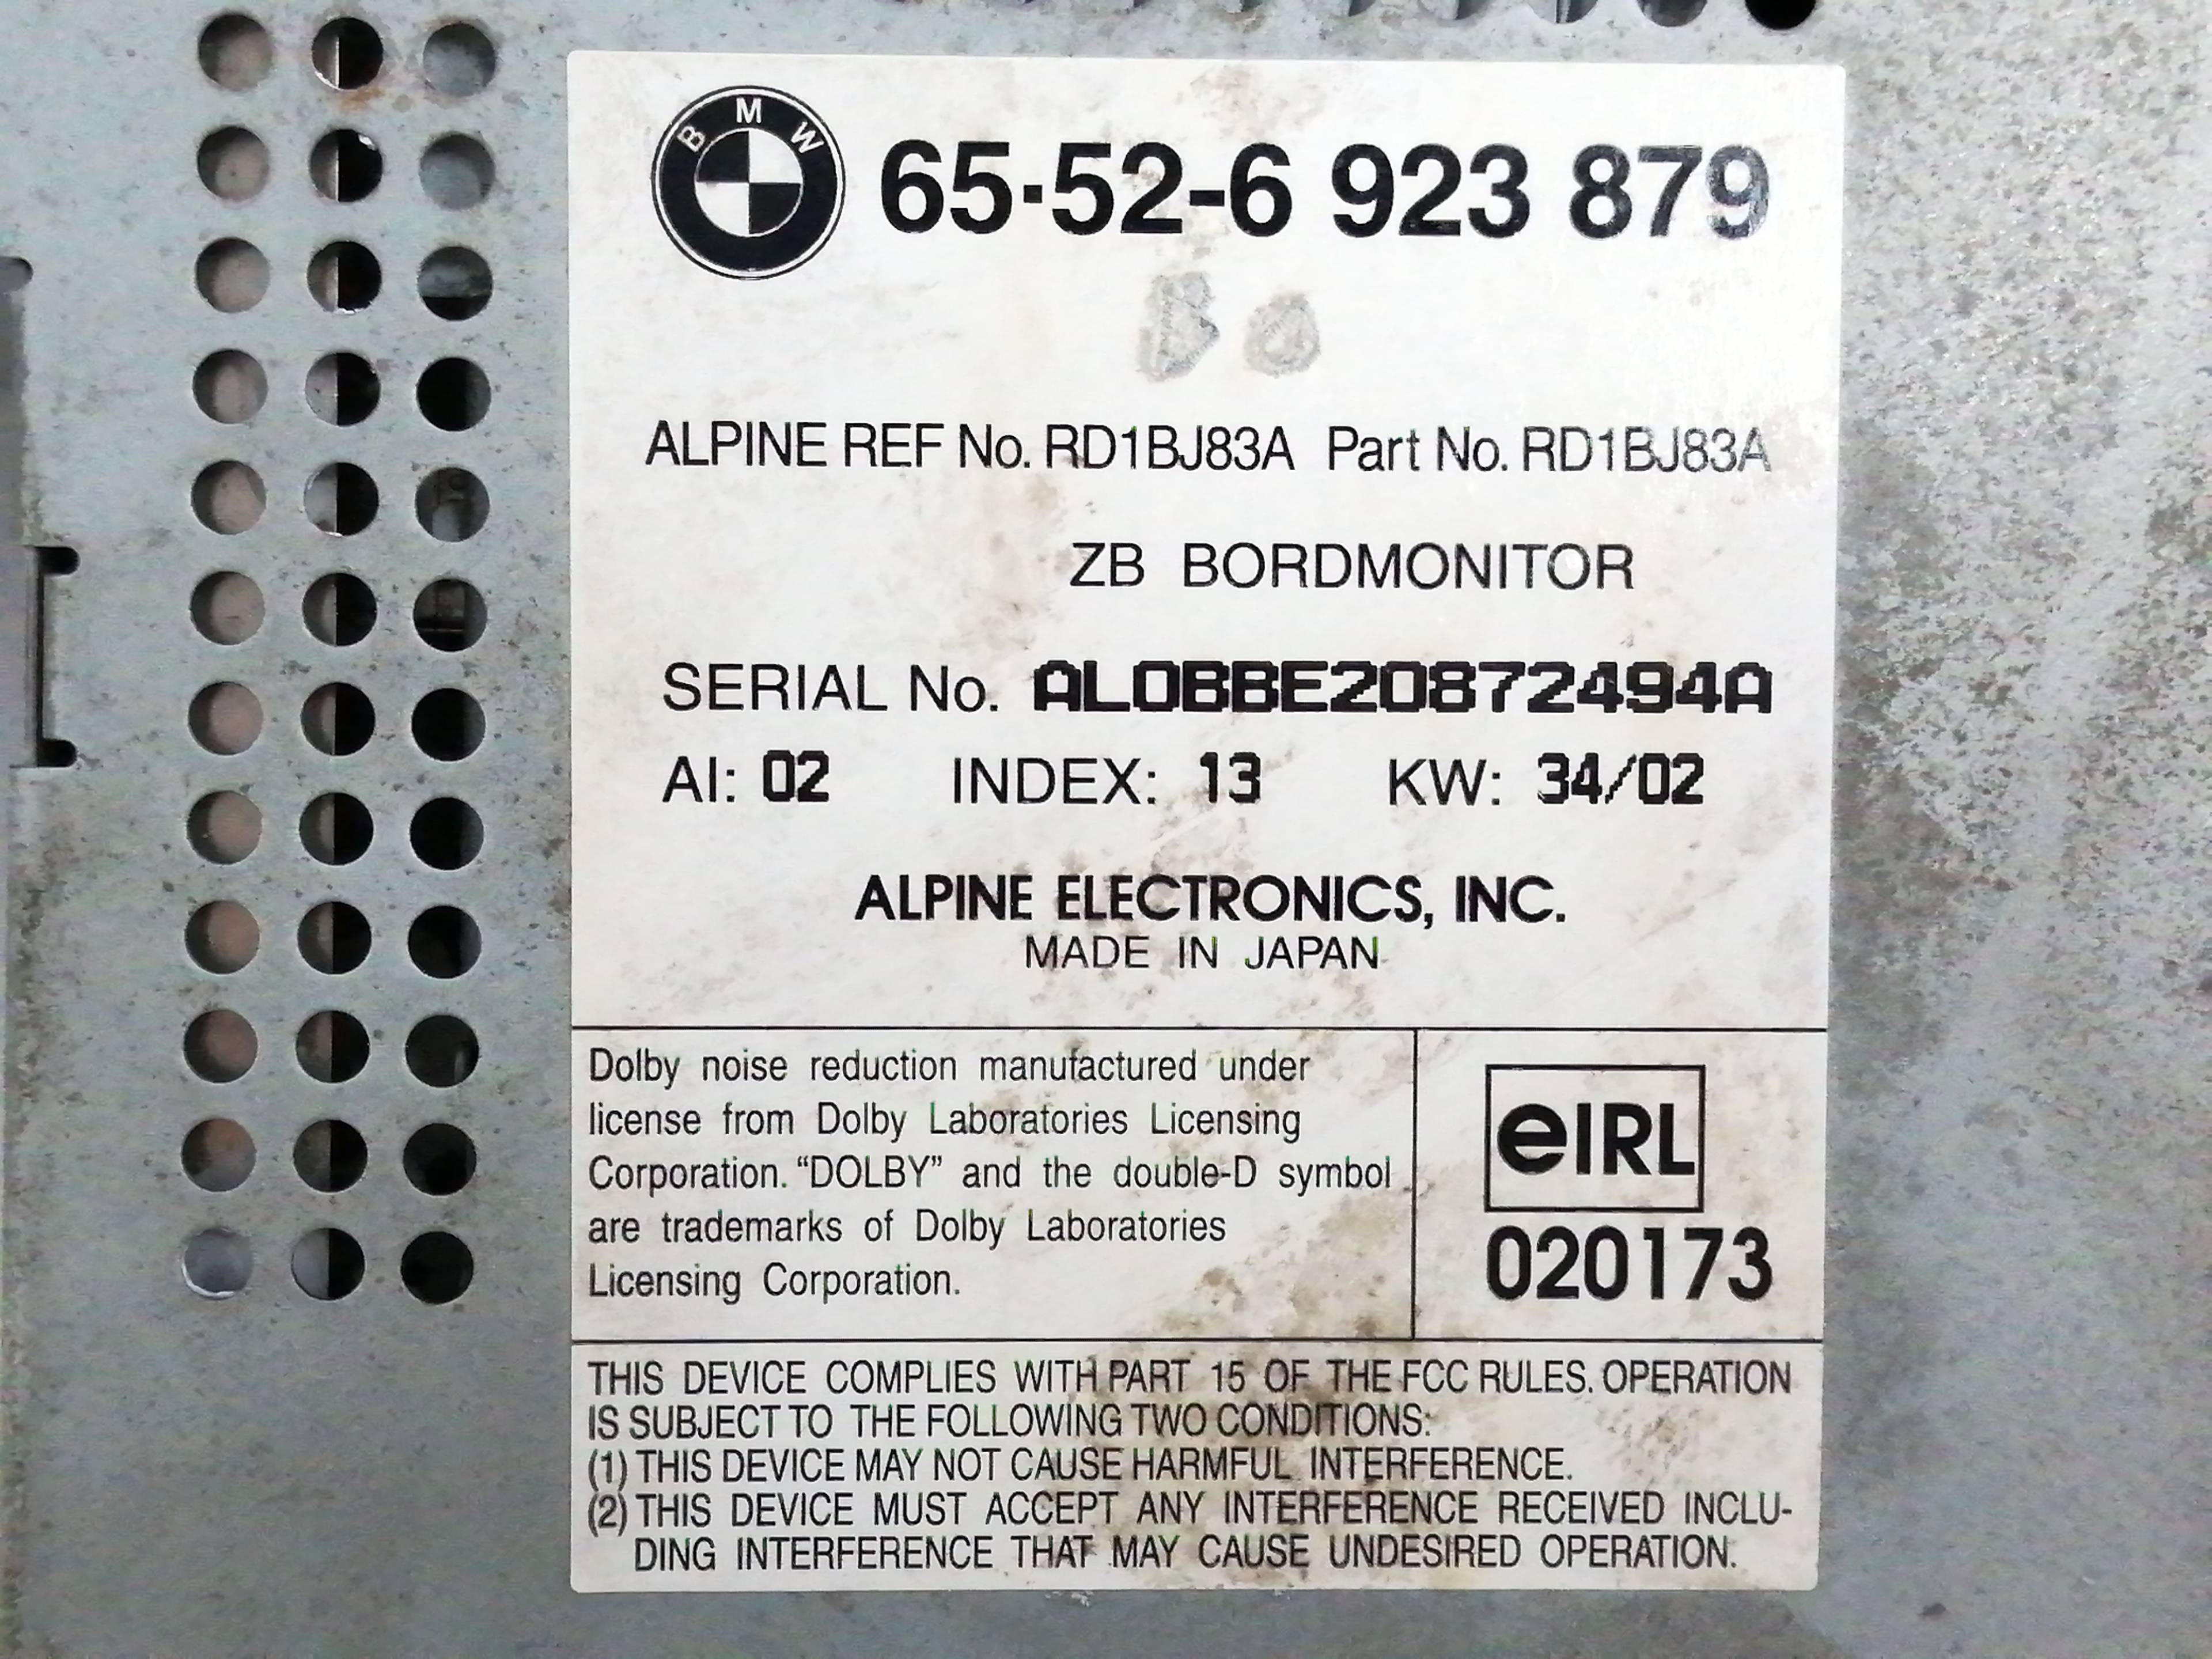 BMW
65·52-6 923 879
ALPINE REF No. RD1BJ83A Part No. RD1BJ83A
ZB BORDMONITOR
SERIAL No. AL0BBE20872494A
AI: 02 INDEX: 13 KW: 34/02
ALPINE ELECTRONICS, INC.
MADE IN JAPAN
Dolby noise reduction manufactured under
license from Dolby Laboratories Licensing
Corporation. “DOLBY” and the double-D symbol
are trademarks of Dolby Laboratories
Licensing Corporation.
eIRL
020173
THIS DEVICE COMPLIES WITH PART 15 OF THE FCC RULES. OPERATION
IS SUBJECT TO THE FOLLOWING TWO CONDITIONS:
(1) THIS DEVICE MAY NOT CAUSE HARMFUL INTERFERENCE.
(2) THIS DEVICE MUST ACCEPT ANY INTERFERENCE RECEIVED INCLU-
DING INTERFERENCE THAT MAY CAUSE UNDESIRED OPERATION.